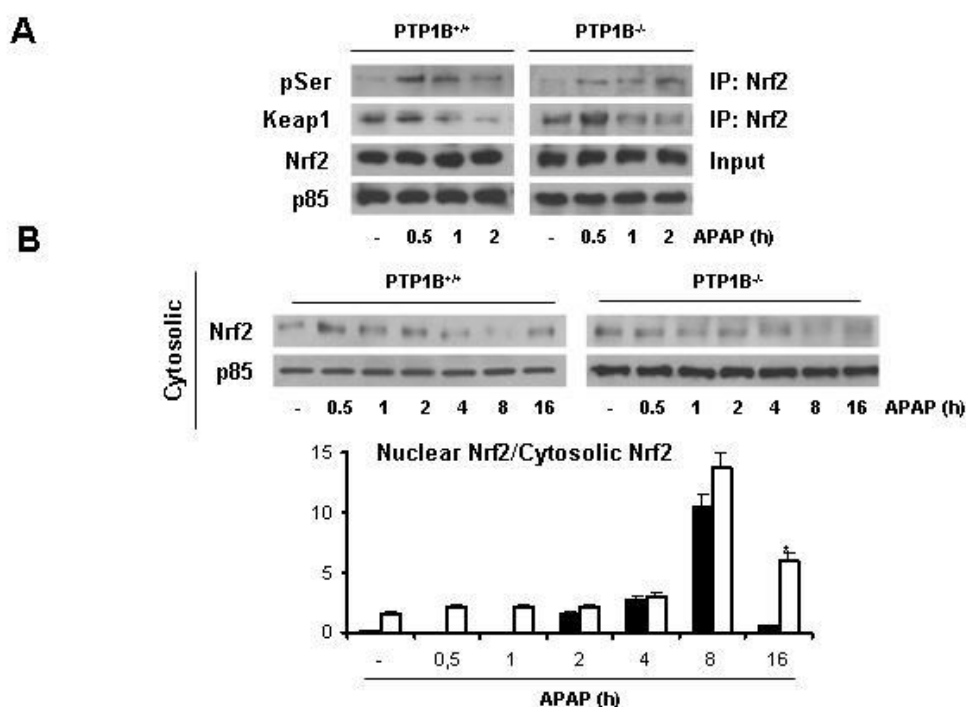 A
PTP1B+/+ PTP1B-/-
pSer IP: Nrf2
Keap1 IP: Nrf2
Nrf2 Input
p85
- 0.5 1 2 - 0.5 1 2 APAP (h)
B
PTP1B+/+ PTP1B-/-
Cytosolic
Nrf2
p85
- 0.5 1 2 4 8 16 - 0.5 1 2 4 8 16 APAP (h)
Nuclear Nrf2/Cytosolic Nrf2
15
10
5
0
- 0,5 1 2 4 8 16
APAP (h)